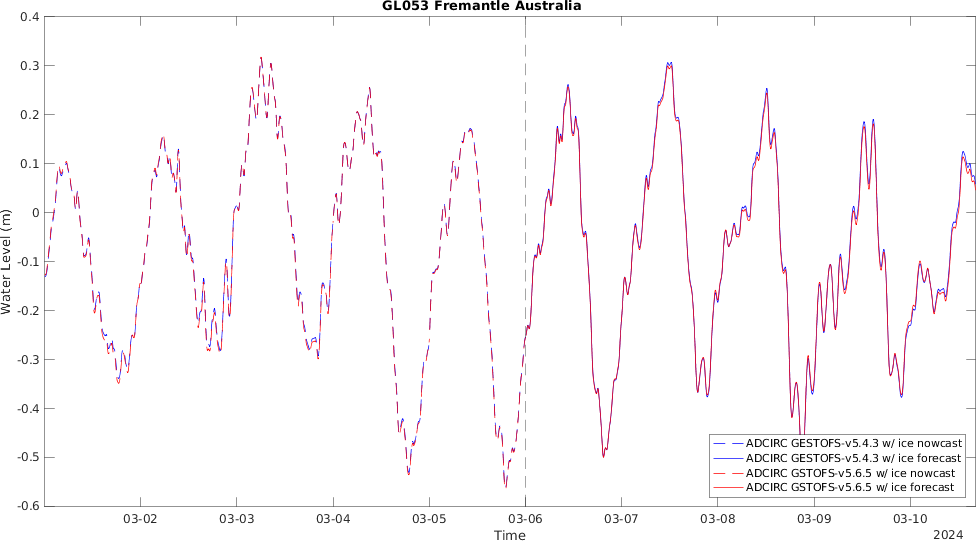 GL053 Fremantle Australia
0.4
0.3
0.2
0.1
0
-0.1
-0.2
-0.3
-0.4
-0.5
-0.6
Water Level (m)
ADCIRC GESTOFS-v5.4.3 w/ ice nowcast
ADCIRC GESTOFS-v5.4.3 w/ ice forecast
ADCIRC GSTOFS-v5.6.5 w/ ice nowcast
ADCIRC GSTOFS-v5.6.5 w/ ice forecast
03-02 03-03 03-04 03-05 03-06 03-07 03-08 03-09 03-10
Time
2024